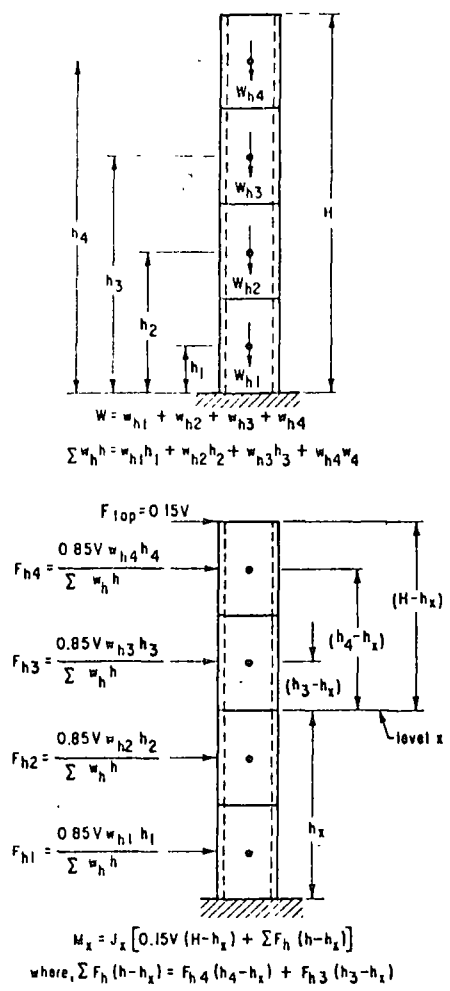 W_h4
H
h_4
W_h3
h_3
W_h2
h_2
h_1
W_h1
W = w_h1 + w_h2 + w_h3 + w_h4
Σ w_h h = w_h1 h_1 + w_h2 h_2 + w_h3 h_3 + w_h4 w_4
F_top = 0.15V
F_h4 = 0 85V w_h4 h_4 / Σ w_h h
(H-h_x)
(h_4-h_x)
F_h3 = 0.85V w_h3 h_3 / Σ w_h h
(h_3-h_x)
level x
F_h2 = 0.85V w_h2 h_2 / Σ w_h h
h_x
F_h1 = 0 85V w_h1 h_1 / Σ w_h h
M_x = J_x [0.15V (H-h_x) + ΣF_h (h-h_x)]
where, Σ F_h (h-h_x) = F_h4 (h_4-h_x) + F_h3 (h_3-h_x)